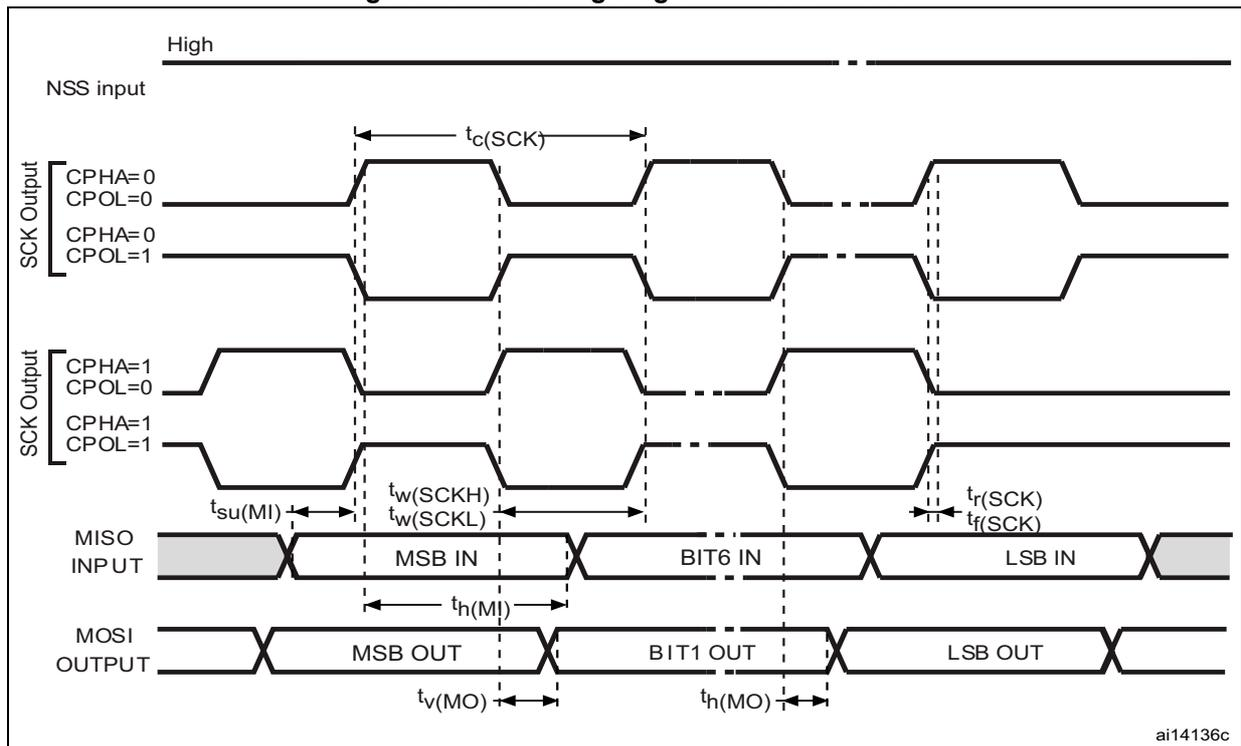 High
NSS input
tc(SCK)
SCK Output
CPHA=0
CPOL=0
CPHA=0
CPOL=1
SCK Output
CPHA=1
CPOL=0
CPHA=1
CPOL=1
tsu(MI)
tw(SCKH)
tw(SCKL)
tr(SCK)
tf(SCK)
MISO
INPUT
MSB IN
BIT6 IN
LSB IN
th(MI)
MOSI
OUTPUT
MSB OUT
BIT1 OUT
LSB OUT
tv(MO)
th(MO)
ai14136c